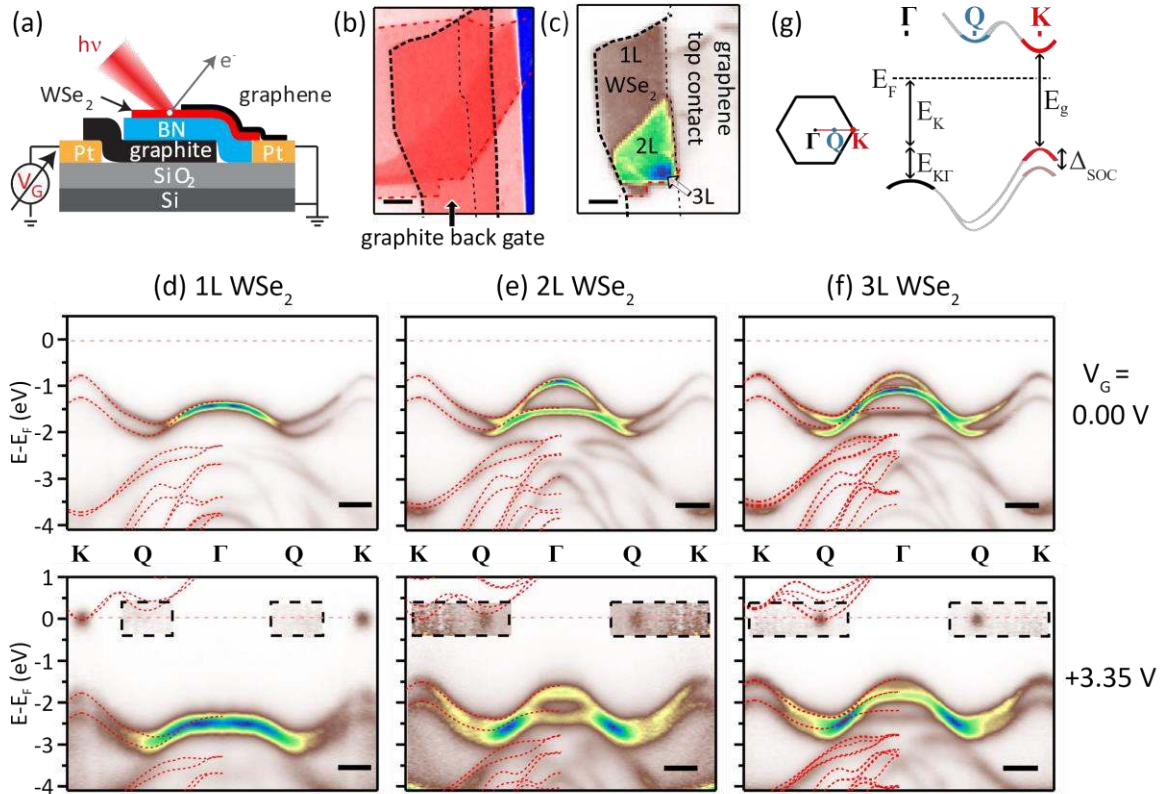 (a)
hν
e⁻
WSe₂
graphene
BN
graphite
Pt
Pt
V_G
SiO₂
Si
(b)
graphite back gate
(c)
1L
WSe₂
2L
3L
graphene
top contact
(g)
Γ
Q
K
E_F
E_K
E_KΓ
E_g
Δ_SOC
Γ Q K
(d) 1L WSe₂
(e) 2L WSe₂
(f) 3L WSe₂
E-E_F (eV)
0
-1
-2
-3
-4
V_G =
0.00 V
K Q Γ Q K
K Q Γ Q K
K Q Γ Q K
E-E_F (eV)
1
0
-1
-2
-3
-4
+3.35 V